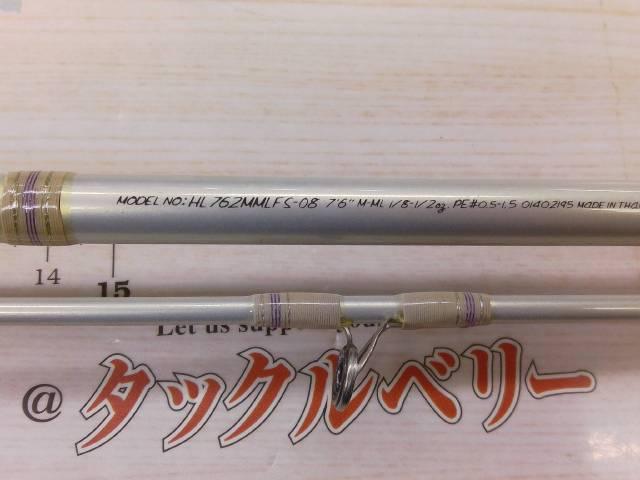 MODEL NO: HL762MMLFS-08 7'6" M-ML 1/8-1/2oz. PE#0.5-1.5 01402195 MADE IN THA
14
15
Let us supp
@タックルベリー